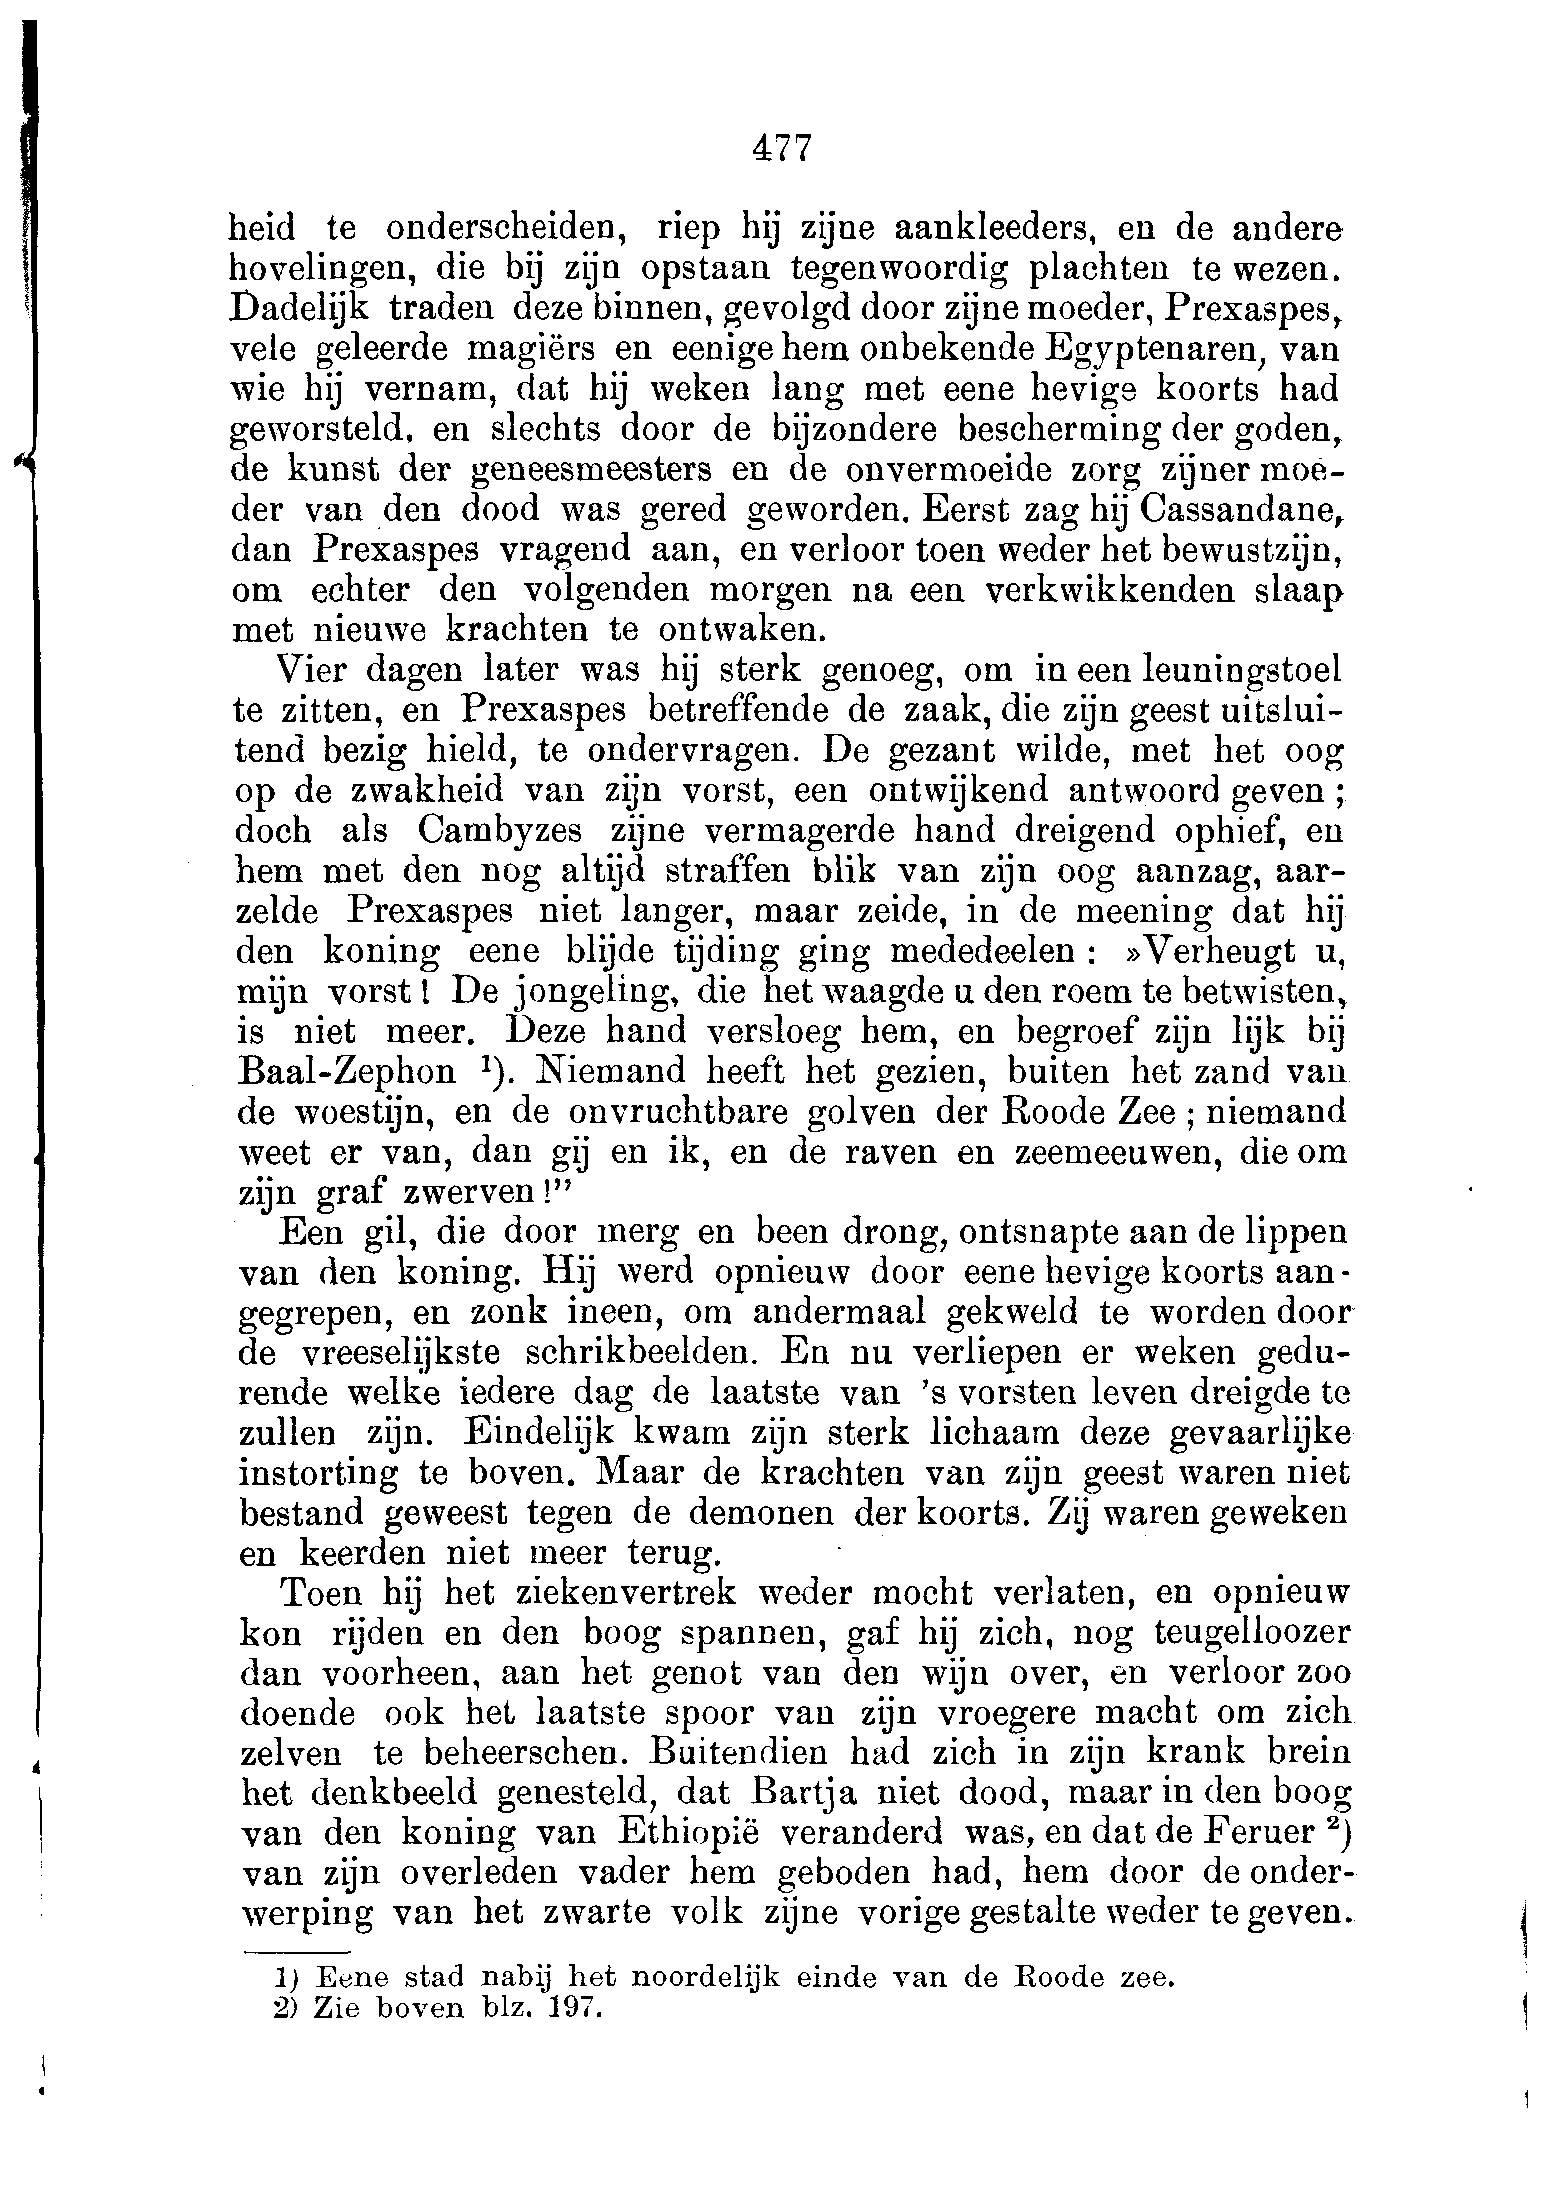 477
heid te onderscheiden, riep hij zijne aankleeders, en de andere
hovelingen, die bij zijn opstaan tegenwoordig plachten te wezen.
Dadelijk traden deze binnen, gevolgd door zijne moeder, Prexaspes,
vele geleerde magiërs en eenige hem onbekende Egyptenaren, van
wie hij vernam, dat hij weken lang met eene hevige koorts had
geworsteld, en slechts door de bijzondere bescherming der goden,
de kunst der geneesmeesters en de onvermoeide zorg zijner moe-
der van den dood was gered geworden. Eerst zag hij Cassandane,
dan Prexaspes vragend aan, en verloor toen weder het bewustzijn,
om echter den volgenden morgen na een verkwikkenden slaap
met nieuwe krachten te ontwaken.
Vier dagen later was hij sterk genoeg, om in een leuningstoel
te zitten, en Prexaspes betreffende de zaak, die zijn geest uitslui-
tend bezig hield, te ondervragen. De gezant wilde, met het oog
op de zwakheid van zijn vorst, een ontwijkend antwoord geven ;
doch als Cambyzes zijne vermagerde hand dreigend ophief, en
hem met den nog altijd straffen blik van zijn oog aanzag, aar-
zelde Prexaspes niet langer, maar zeide, in de meening dat hij
den koning eene blijde tijding ging mededeelen : »Verheugt u,
mijn vorst! De jongeling, die het waagde u den roem te betwisten,
is niet meer. Deze hand versloeg hem, en begroef zijn lijk bij
Baal-Zephon ¹). Niemand heeft het gezien, buiten het zand van
de woestijn, en de onvruchtbare golven der Roode Zee ; niemand
weet er van, dan gij en ik, en de raven en zeemeeuwen, die om
zijn graf zwerven !”
Een gil, die door merg en been drong, ontsnapte aan de lippen
van den koning. Hij werd opnieuw door eene hevige koorts aan-
gegrepen, en zonk ineen, om andermaal gekweld te worden door
de vreeselijkste schrikbeelden. En nu verliepen er weken gedu-
rende welke iedere dag de laatste van ’s vorsten leven dreigde te
zullen zijn. Eindelijk kwam zijn sterk lichaam deze gevaarlijke
instorting te boven. Maar de krachten van zijn geest waren niet
bestand geweest tegen de demonen der koorts. Zij waren geweken
en keerden niet meer terug.
Toen hij het ziekenvertrek weder mocht verlaten, en opnieuw
kon rijden en den boog spannen, gaf hij zich, nog teugelloozer
dan voorheen, aan het genot van den wijn over, en verloor zoo
doende ook het laatste spoor van zijn vroegere macht om zich
zelven te beheerschen. Buitendien had zich in zijn krank brein
het denkbeeld genesteld, dat Bartja niet dood, maar in den boog
van den koning van Ethiopië veranderd was, en dat de Feruer ²)
van zijn overleden vader hem geboden had, hem door de onder-
werping van het zwarte volk zijne vorige gestalte weder te geven.
1) Eene stad nabij het noordelijk einde van de Roode zee.
2) Zie boven blz. 197.